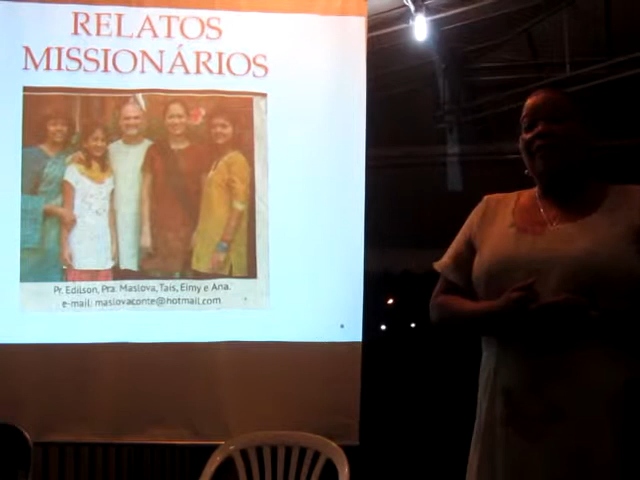 RELATOS
MISSIONÁRIOS
Pr. Edilson, Pra. Maslova, Taís, Eimy e Ana.
e-mail: maslovaconte@hotmail.com